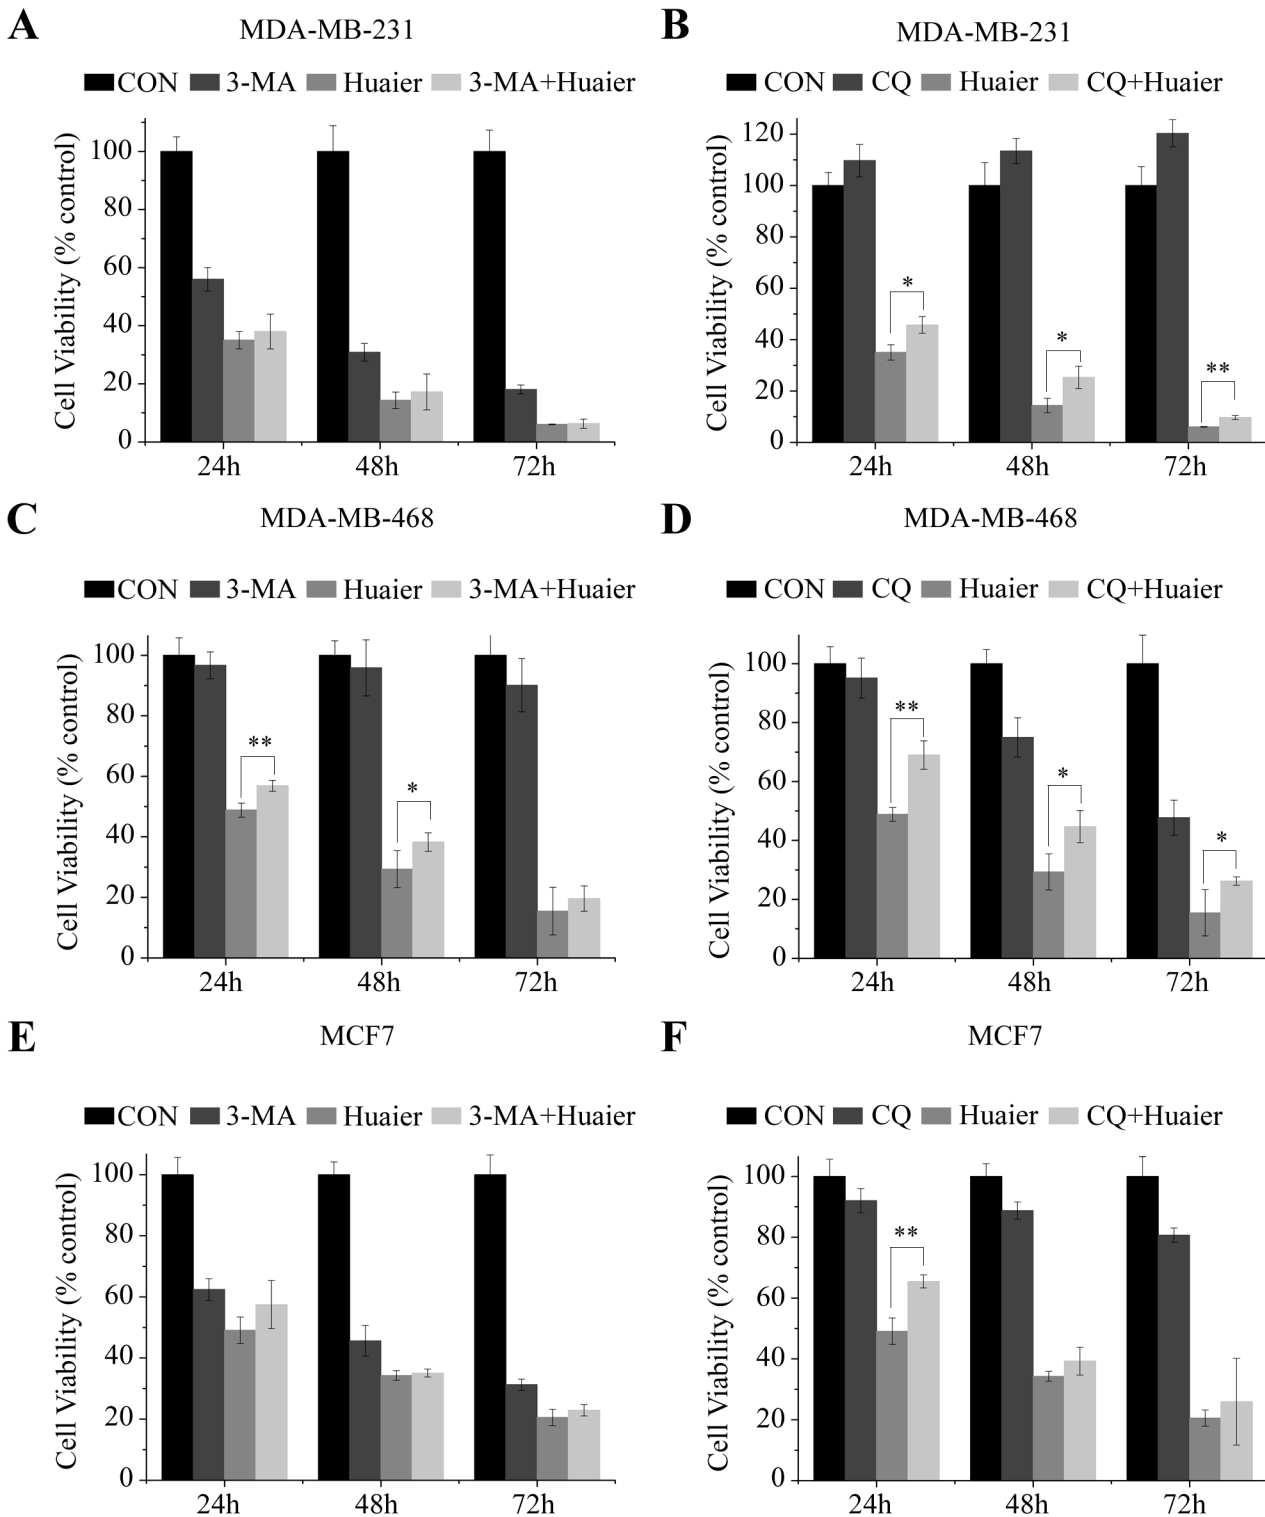 A
MDA-MB-231
CON 3-MA Huaier 3-MA+Huaier
Cell Viability (% control)
100
80
60
40
20
0
24h 48h 72h
B
MDA-MB-231
CON CQ Huaier CQ+Huaier
Cell Viability (% control)
120
100
80
60
40
20
0
*
*
**
24h 48h 72h
C
MDA-MB-468
CON 3-MA Huaier 3-MA+Huaier
Cell Viability (% control)
100
80
60
40
20
0
**
*
24h 48h 72h
D
MDA-MB-468
CON CQ Huaier CQ+Huaier
Cell Viability (% control)
100
80
60
40
20
0
**
*
*
24h 48h 72h
E
MCF7
CON 3-MA Huaier 3-MA+Huaier
Cell Viability (% control)
100
80
60
40
20
0
24h 48h 72h
F
MCF7
CON CQ Huaier CQ+Huaier
Cell Viability (% control)
100
80
60
40
20
0
**
24h 48h 72h